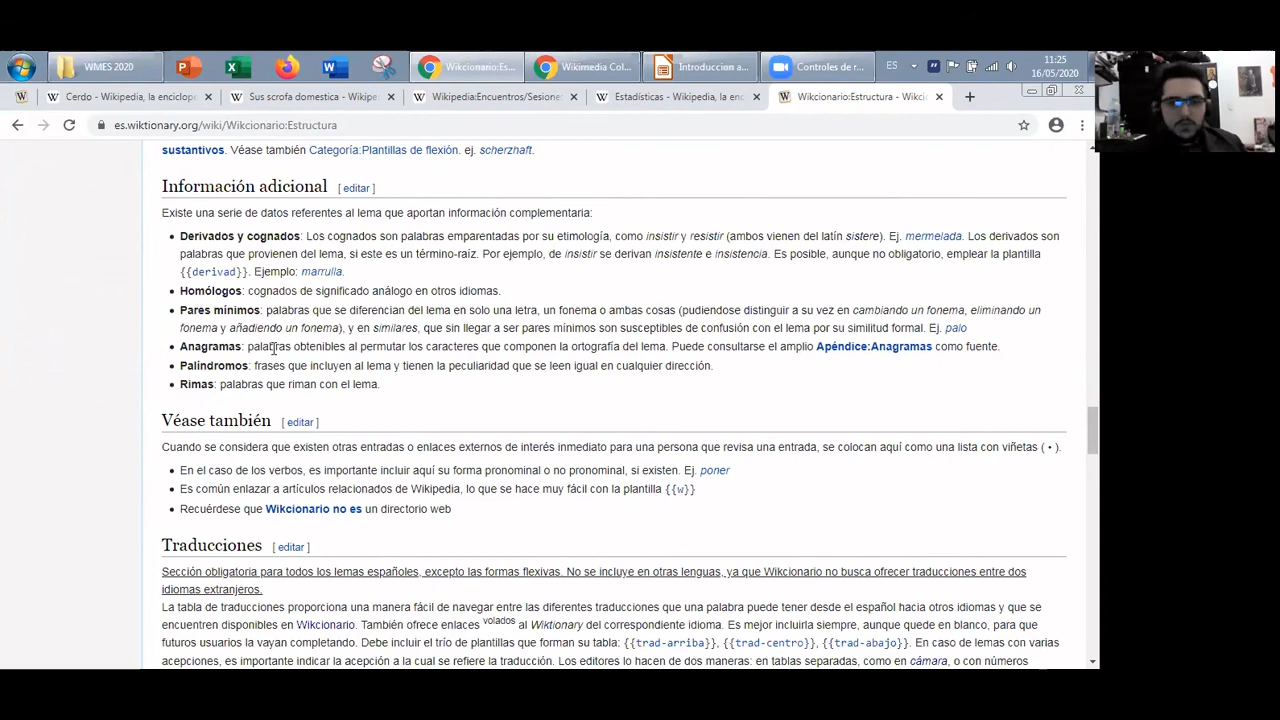 WMES 2020 Wikcionario:Es... Wikimedia Col... Introduccion a... Controles de r... ES 11:25
16/05/2020
Cerdo - Wikipedia, la enciclop Sus scrofa domestica - Wikipe Wikipedia:Encuentros/Sesione Estadísticas - Wikipedia, la enc Wikcionario:Estructura - Wikci
es.wiktionary.org/wiki/Wikcionario:Estructura
sustantivos. Véase también Categoría:Plantillas de flexión. ej. scherzhaft.
Información adicional [ editar ]
Existe una serie de datos referentes al lema que aportan información complementaria:
• Derivados y cognados: Los cognados son palabras emparentadas por su etimología, como insistir y resistir (ambos vienen del latín sistere). Ej. mermelada. Los derivados son
palabras que provienen del lema, si este es un término-raíz. Por ejemplo, de insistir se derivan insistente e insistencia. Es posible, aunque no obligatorio, emplear la plantilla
{{derivad}}. Ejemplo: marrulla.
• Homólogos: cognados de significado análogo en otros idiomas.
• Pares mínimos: palabras que se diferencian del lema en solo una letra, un fonema o ambas cosas (pudiendose distinguir a su vez en cambiando un fonema, eliminando un
fonema y añadiendo un fonema), y en similares, que sin llegar a ser pares mínimos son susceptibles de confusión con el lema por su similitud formal. Ej. palo
• Anagramas: palabras obtenibles al permutar los caracteres que componen la ortografía del lema. Puede consultarse el amplio Apéndice:Anagramas como fuente.
• Palíndromos: frases que incluyen al lema y tienen la peculiaridad que se leen igual en cualquier dirección.
• Rimas: palabras que riman con el lema.
Véase también [ editar ]
Cuando se considera que existen otras entradas o enlaces externos de interés inmediato para una persona que revisa una entrada, se colocan aquí como una lista con viñetas ( • ).
• En el caso de los verbos, es importante incluir aquí su forma pronominal o no pronominal, si existen. Ej. poner
• Es común enlazar a artículos relacionados de Wikipedia, lo que se hace muy fácil con la plantilla {{w}}
• Recuérdese que Wikcionario no es un directorio web
Traducciones [ editar ]
Sección obligatoria para todos los lemas españoles, excepto las formas flexivas. No se incluye en otras lenguas, ya que Wikcionario no busca ofrecer traducciones entre dos
idiomas extranjeros.
La tabla de traducciones proporciona una manera fácil de navegar entre las diferentes traducciones que una palabra puede tener desde el español hacia otros idiomas y que se
encuentren disponibles en Wikcionario. También ofrece enlaces volados al Wiktionary del correspondiente idioma. Es mejor incluirla siempre, aunque quede en blanco, para que
futuros usuarios la vayan completando. Debe incluir el trío de plantillas que forman su tabla: {{trad-arriba}}, {{trad-centro}}, {{trad-abajo}}. En caso de lemas con varias
acepciones, es importante indicar la acepción a la cual se refiere la traducción. Los editores lo hacen de dos maneras: en tablas separadas, como en cámara, o con números